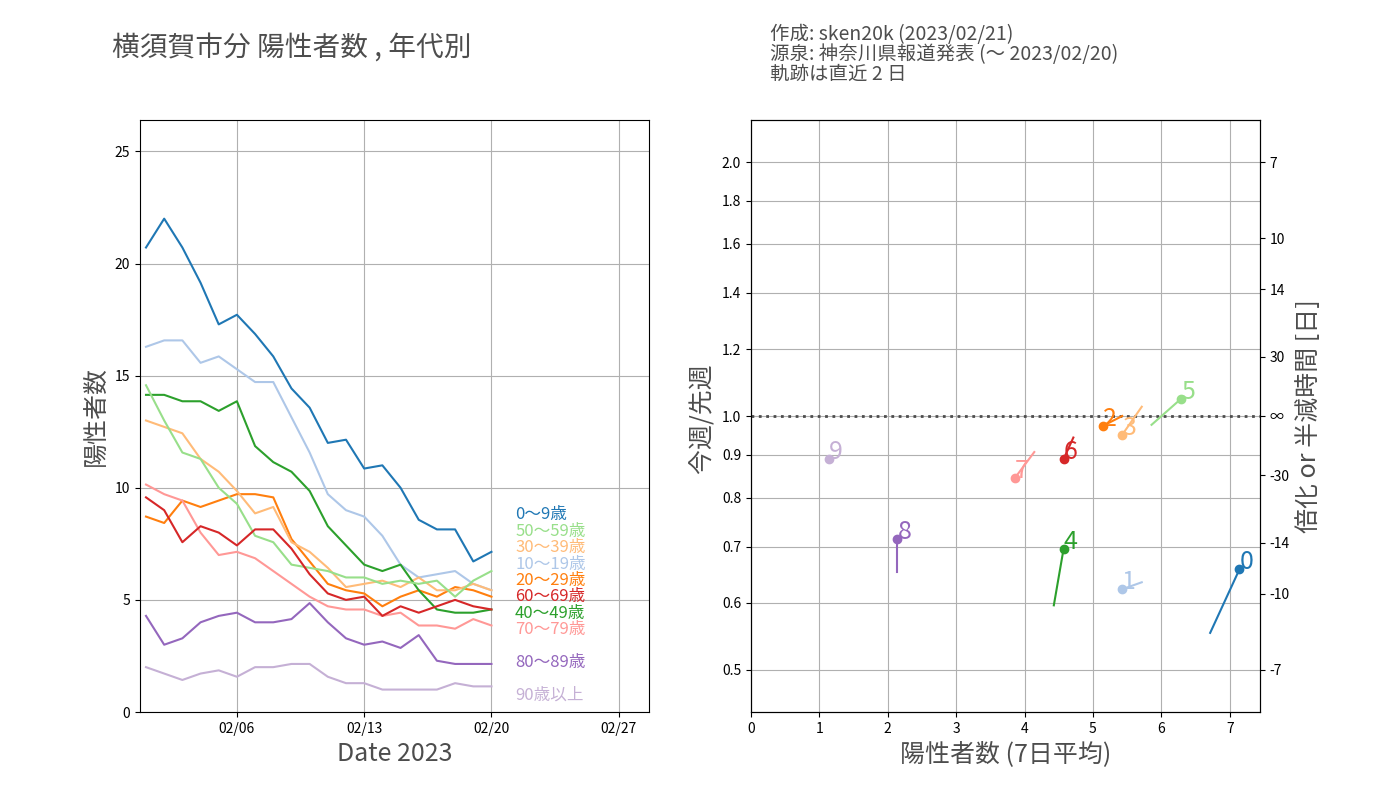 横須賀市分 陽性者数 , 年代別
作成: sken20k (2023/02/21)
源泉: 神奈川県報道発表 (〜 2023/02/20)
軌跡は直近 2 日
陽性者数
25
20
15
10
5
0
02/06
02/13
02/20
02/27
Date 2023
0〜9歳
50〜59歳
30〜39歳
10〜19歳
20〜29歳
60〜69歳
40〜49歳
70〜79歳
80〜89歳
90歳以上
今週/先週
2.0
1.8
1.6
1.4
1.2
1.0
0.9
0.8
0.7
0.6
0.5
0
1
2
3
4
5
6
7
陽性者数 (7日平均)
5
2
3
6
9
7
8
4
0
1
7
10
14
30
∞
-30
-14
-10
-7
倍化 or 半減時間 [日]